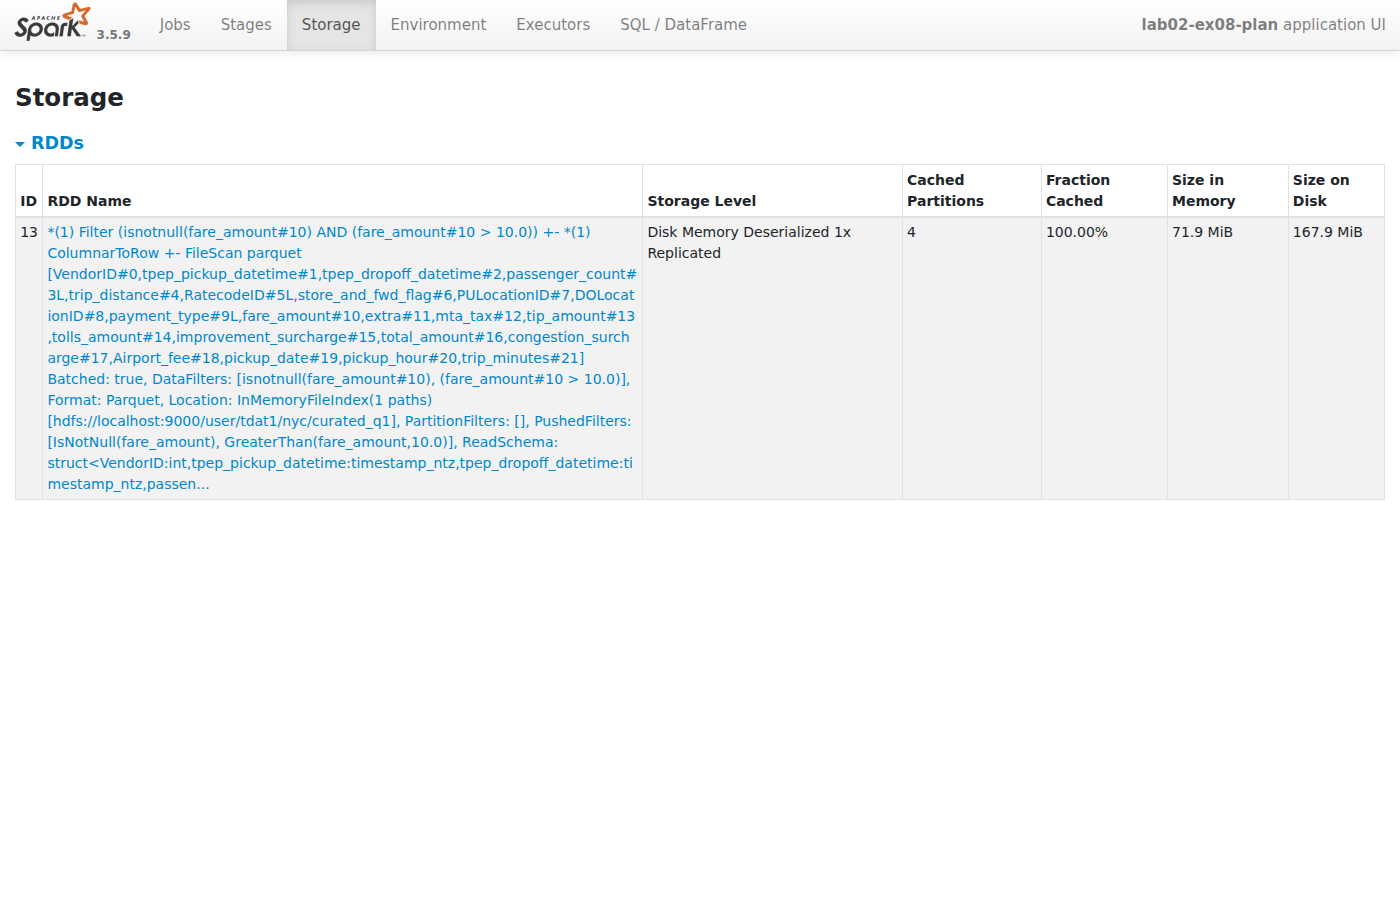 APACHE
Spark 3.5.9 Jobs Stages Storage Environment Executors SQL / DataFrame lab02-ex08-plan application UI
Storage
RDDs
ID RDD Name Storage Level Cached Partitions Fraction Cached Size in Memory Size on Disk
13 *(1) Filter (isnotnull(fare_amount#10) AND (fare_amount#10 > 10.0)) +- *(1) Disk Memory Deserialized 1x 4 100.00% 71.9 MiB 167.9 MiB
ColumnarToRow +- FileScan parquet Replicated
[VendorID#0,tpep_pickup_datetime#1,tpep_dropoff_datetime#2,passenger_count#
3L,trip_distance#4,RatecodeID#5L,store_and_fwd_flag#6,PULocationID#7,DOLocat
ionID#8,payment_type#9L,fare_amount#10,extra#11,mta_tax#12,tip_amount#13
,tolls_amount#14,improvement_surcharge#15,total_amount#16,congestion_surch
arge#17,Airport_fee#18,pickup_date#19,pickup_hour#20,trip_minutes#21]
Batched: true, DataFilters: [isnotnull(fare_amount#10), (fare_amount#10 > 10.0)],
Format: Parquet, Location: InMemoryFileIndex(1 paths)
[hdfs://localhost:9000/user/tdat1/nyc/curated_q1], PartitionFilters: [], PushedFilters:
[IsNotNull(fare_amount), GreaterThan(fare_amount,10.0)], ReadSchema:
struct<VendorID:int,tpep_pickup_datetime:timestamp_ntz,tpep_dropoff_datetime:ti
mestamp_ntz,passen...